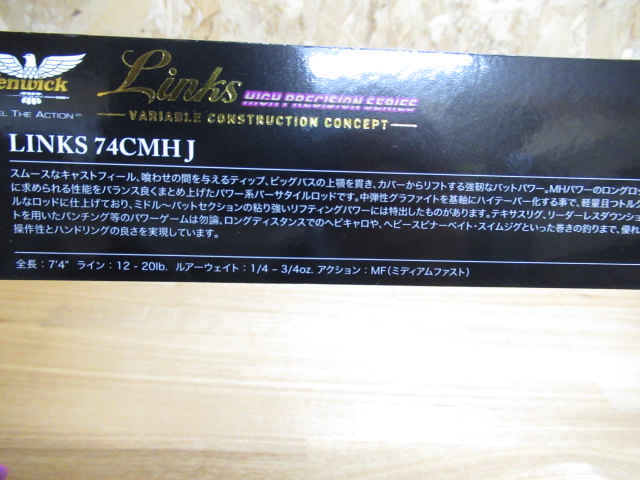 enwick
EL THE ACTION
Links
HIGH PRECISION SERIES
VARIABLE CONSTRUCTION CONCEPT
LINKS 74CMH J
スムースなキャストフィール、喰わせの間を与えるティップ、ビッグバスの上顎を貫き、カバーからリフトする強靭なバットパワー。MHパワーのロングロ
に求められる性能をバランス良くまとめ上げたパワー系バーサタイルロッドです。中弾性グラファイトを基軸にハイテーパー化する事で、軽量且つトルク
ルなロッドに仕上げており、ミドル〜バットセクションの粘り強いリフティングパワーには特出したものがあります。テキサスリグ、リーダーレスダウンシ
トを用いたパンチング等のパワーゲームは勿論、ロングディスタンスでのヘビキャロや、ヘビースピナーベイト・スイムジグといった巻きの釣りまで、優れ
操作性とハンドリングの良さを実現しています。
全長：7'4" ライン：12 - 20lb. ルアーウェイト：1/4 – 3/4oz. アクション：MF（ミディアムファスト）